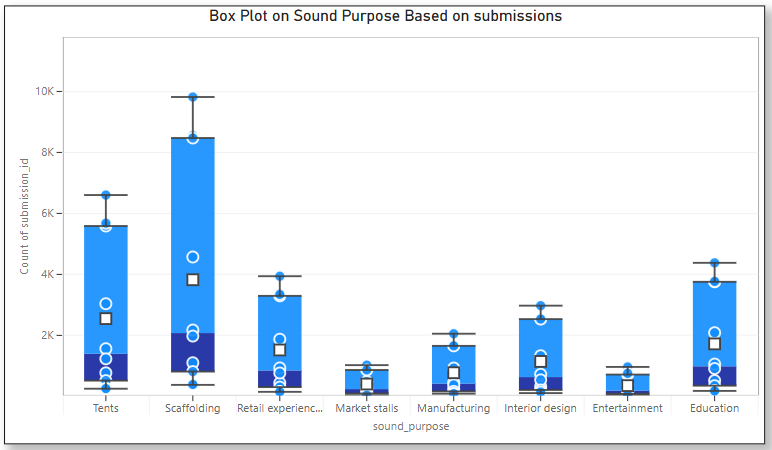 Box Plot on Sound Purpose Based on submissions
Count of submission_id
10K
8K
6K
4K
2K
Tents Scaffolding Retail experienc... Market stalls Manufacturing Interior design Entertainment Education
sound_purpose